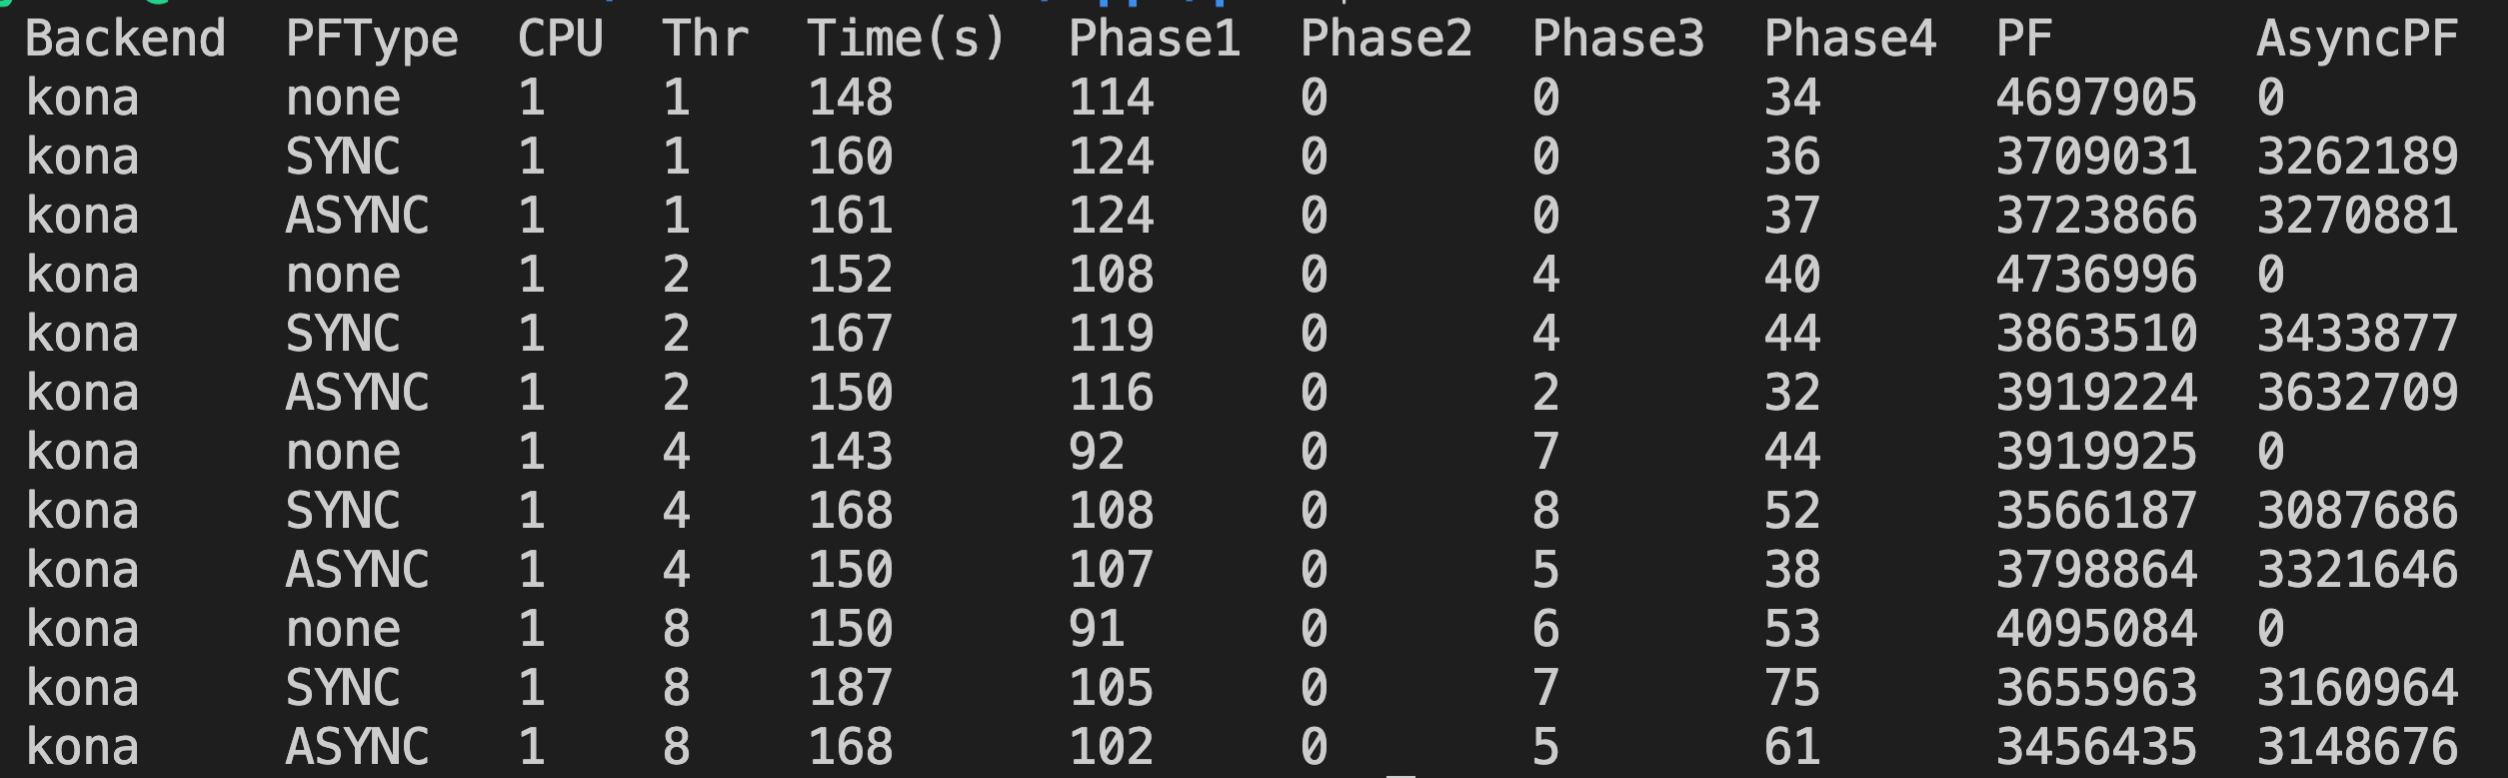 Backend PFType CPU Thr Time(s) Phase1 Phase2 Phase3 Phase4 PF AsyncPF
kona none 1 1 148 114 0 0 34 4697905 0
kona SYNC 1 1 160 124 0 0 36 3709031 3262189
kona ASYNC 1 1 161 124 0 0 37 3723866 3270881
kona none 1 2 152 108 0 4 40 4736996 0
kona SYNC 1 2 167 119 0 4 44 3863510 3433877
kona ASYNC 1 2 150 116 0 2 32 3919224 3632709
kona none 1 4 143 92 0 7 44 3919925 0
kona SYNC 1 4 168 108 0 8 52 3566187 3087686
kona ASYNC 1 4 150 107 0 5 38 3798864 3321646
kona none 1 8 150 91 0 6 53 4095084 0
kona SYNC 1 8 187 105 0 7 75 3655963 3160964
kona ASYNC 1 8 168 102 0 5 61 3456435 3148676